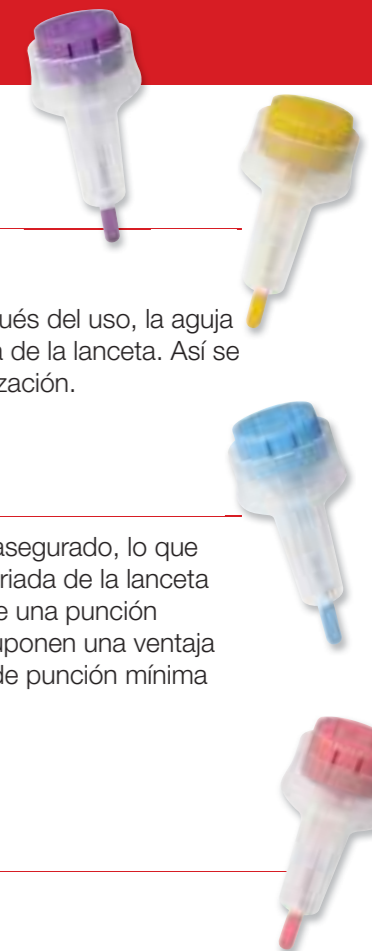 ués del uso, la aguja
a de la lanceta. Así se
ización.
asegurado, lo que
riada de la lanceta
e una punción
uponen una ventaja
de punción mínima